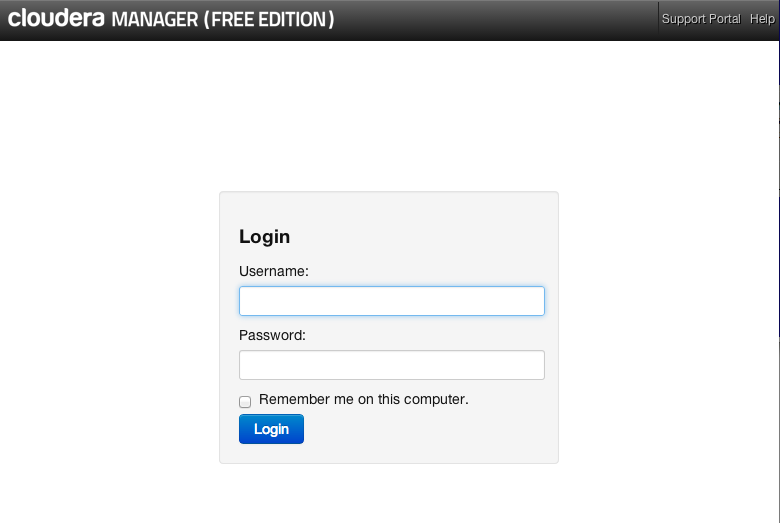 cloudera MANAGER (FREE EDITION) Support Portal Help
Login
Username:
Password:
Remember me on this computer.
Login